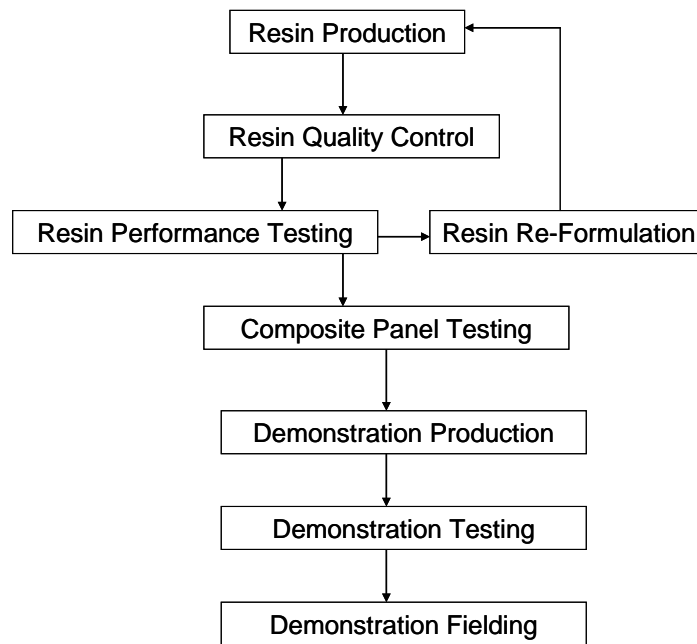 Resin Production
Resin Quality Control
Resin Performance Testing
Resin Re-Formulation
Composite Panel Testing
Demonstration Production
Demonstration Testing
Demonstration Fielding